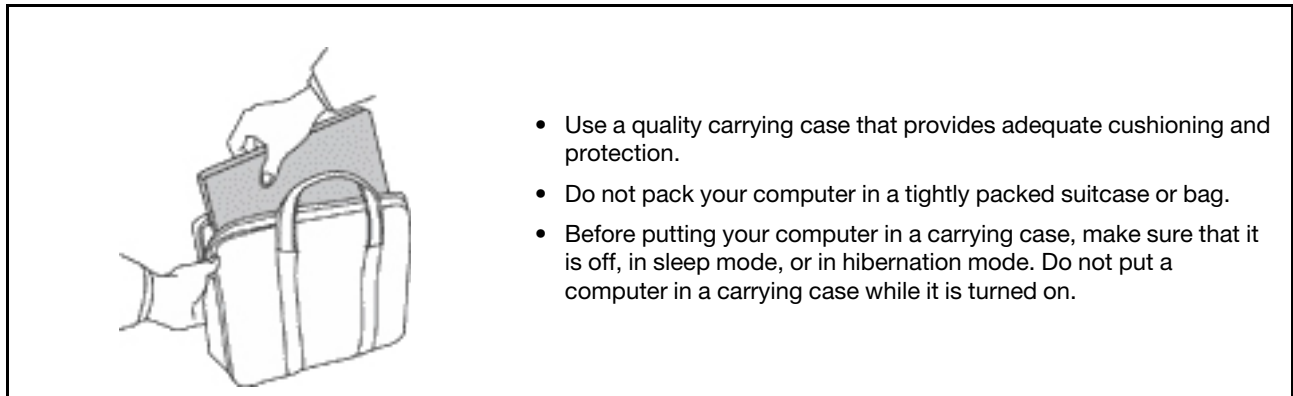 • Use a quality carrying case that provides adequate cushioning and
protection.
• Do not pack your computer in a tightly packed suitcase or bag.
• Before putting your computer in a carrying case, make sure that it
is off, in sleep mode, or in hibernation mode. Do not put a
computer in a carrying case while it is turned on.